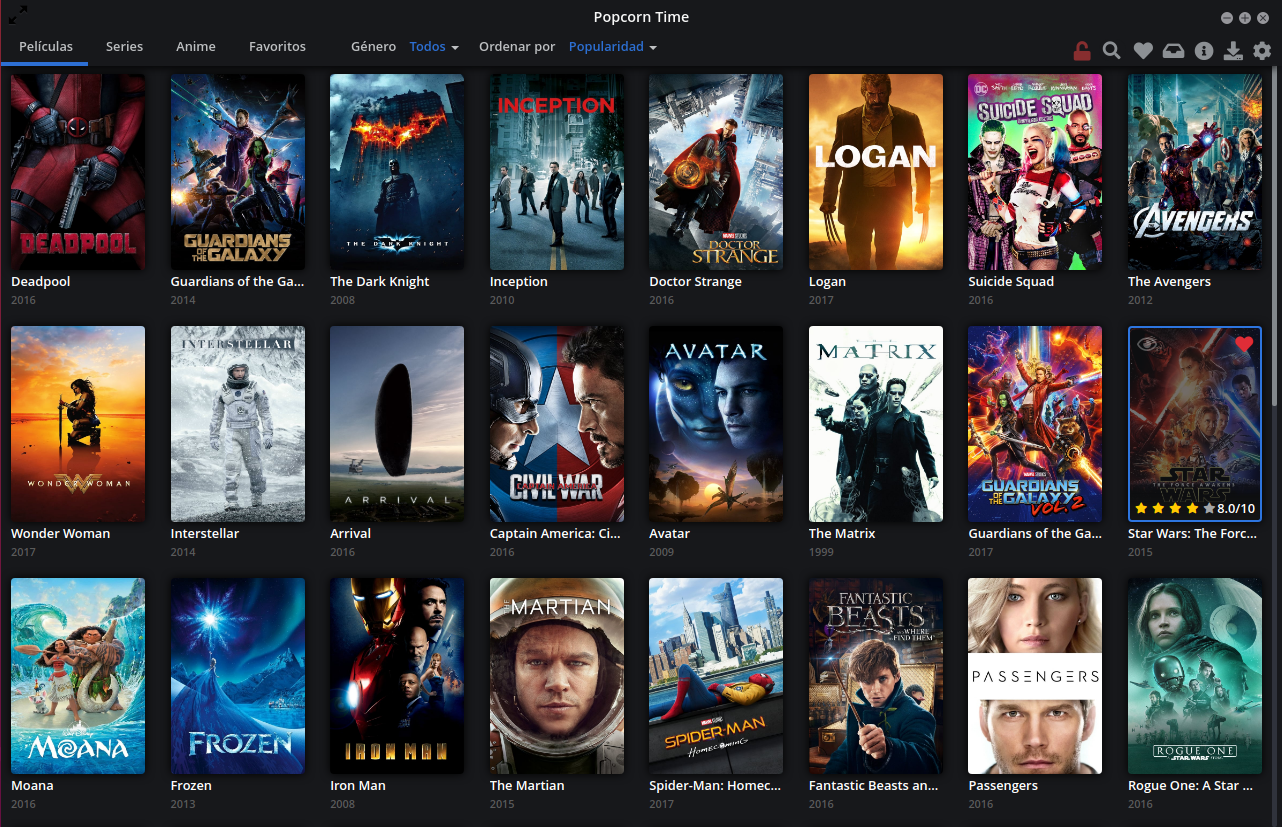 Popcorn Time
Películas Series Anime Favoritos Género Todos Ordenar por Popularidad
DEADPOOL
GUARDIANS OF THE GALAXY
THE DARK KNIGHT
INCEPTION
MARVEL STUDIOS
DOCTOR STRANGE
LOGAN
DC
SUICIDE SQUAD
AVENGERS
Deadpool
2016
Guardians of the Ga...
2014
The Dark Knight
2008
Inception
2010
Doctor Strange
2016
Logan
2017
Suicide Squad
2016
The Avengers
2012
WONDER WOMAN
INTERSTELLAR
ARRIVAL
CAPTAIN AMERICA
CIVIL WAR
AVATAR
THE
MATRIX
MARVEL STUDIOS
GUARDIANS
OF THE GALAXY
VOL. 2
STAR
THE FORCE AWAKENS
WARS
8.0/10
Wonder Woman
2017
Interstellar
2014
Arrival
2016
Captain America: Ci...
2016
Avatar
2009
The Matrix
1999
Guardians of the Ga...
2017
Star Wars: The Forc...
2015
MOANA
FROZEN
IRON MAN
THE MARTIAN
MARVEL STUDIOS
SPIDER-MAN
HOMECOMING
FANTASTIC
BEASTS
AND WHERE
TO FIND THEM
PASSENGERS
ROGUE ONE
STAR WARS
Moana
2016
Frozen
2013
Iron Man
2008
The Martian
2015
Spider-Man: Homec...
2017
Fantastic Beasts an...
2016
Passengers
2016
Rogue One: A Star ...
2016